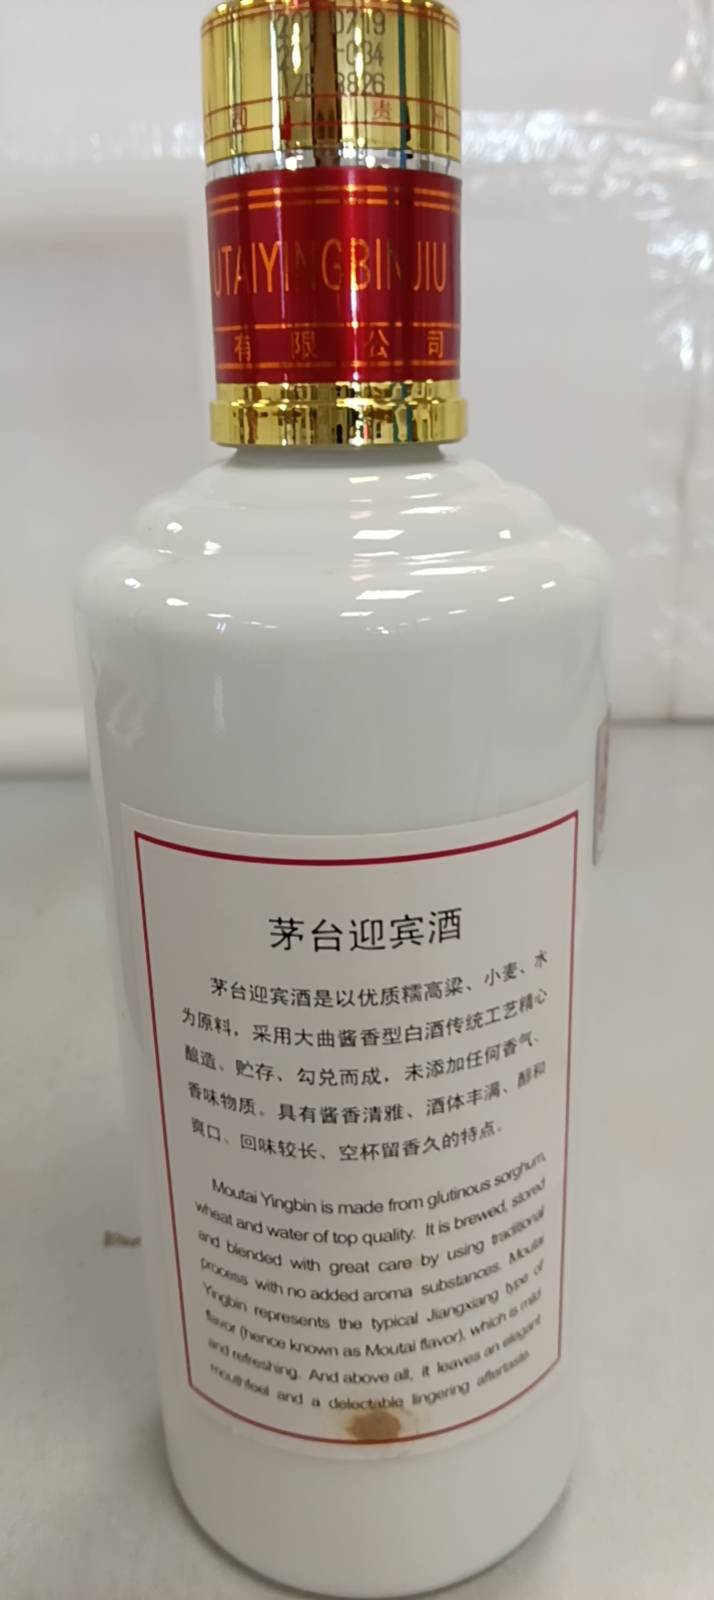 0719
司 贵 州
UTAIYINGBINJIU
有限公司
茅台迎宾酒
茅台迎宾酒是以优质糯高粱、小麦、水
为原料，采用大曲酱香型白酒传统工艺精心
酿造、贮存、勾兑而成，未添加任何香气、
香味物质。具有酱香清雅、酒体丰满、醇和
爽口、回味较长、空杯留香久的特点。
Moutai Yingbin is made from glutinous sorghum,
wheat and water of top quality. It is brewed, stored
and blended with great care by using traditional
process with no added aroma substances. Moutai
Yingbin represents the typical Jiangxiang type of
flavor (hence known as Moutai flavor), which is mild
and refreshing. And above all, it leaves an elegant
mouthfeel and a delectable lingering aftertaste.